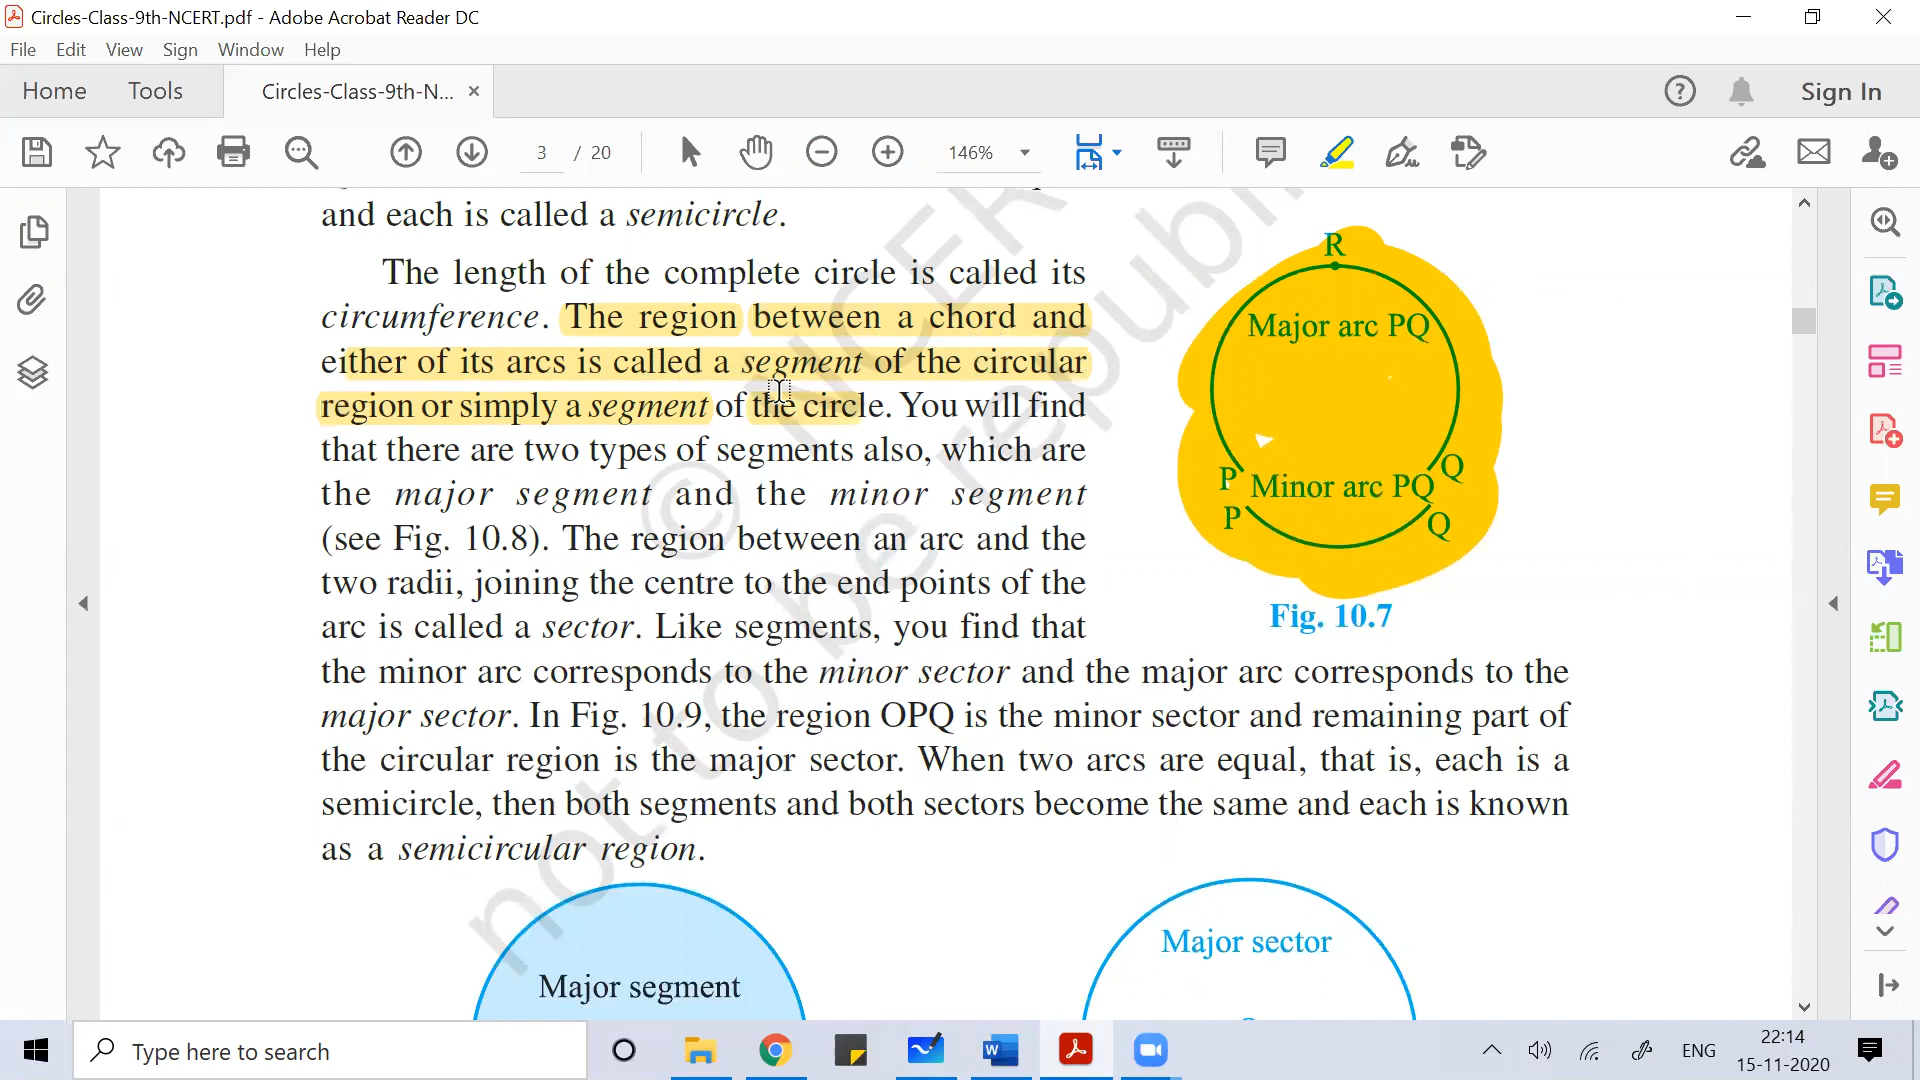 Circles-Class-9th-NCERT.pdf - Adobe Acrobat Reader DC
File Edit View Sign Window Help
Home Tools Circles-Class-9th-N... × Sign In
3 / 20 146%
and each is called a semicircle.
The length of the complete circle is called its
circumference. The region between a chord and
either of its arcs is called a segment of the circular
region or simply a segment of the circle. You will find
that there are two types of segments also, which are
the major segment and the minor segment
(see Fig. 10.8). The region between an arc and the
two radii, joining the centre to the end points of the
arc is called a sector. Like segments, you find that
the minor arc corresponds to the minor sector and the major arc corresponds to the
major sector. In Fig. 10.9, the region OPQ is the minor sector and remaining part of
the circular region is the major sector. When two arcs are equal, that is, each is a
semicircle, then both segments and both sectors become the same and each is known
as a semicircular region.
R
Major arc PQ
P Q
Minor arc PQ
P Q
Fig. 10.7
Major segment
Major sector
© NCER
not to be republi
Type here to search
W
ENG
22:14
15-11-2020